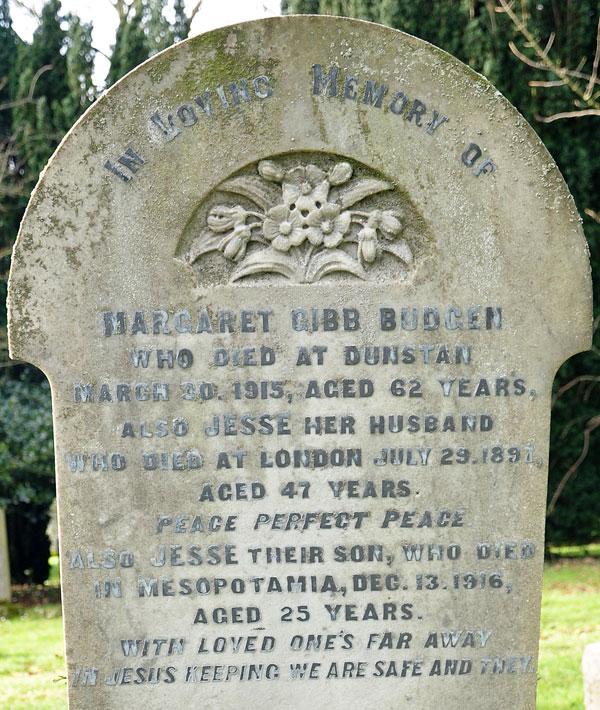 IN LOVING MEMORY OF
MARGARET GIBB BUDGEN
WHO DIED AT DUNSTAN
MARCH 30. 1915, AGED 62 YEARS,
ALSO JESSE HER HUSBAND
WHO DIED AT LONDON JULY 29. 1897,
AGED 47 YEARS.
PEACE PERFECT PEACE
ALSO JESSE THEIR SON, WHO DIED
IN MESOPOTAMIA, DEC. 13. 1916,
AGED 25 YEARS.
WITH LOVED ONE'S FAR AWAY
IN JESUS KEEPING WE ARE SAFE AND THEY.